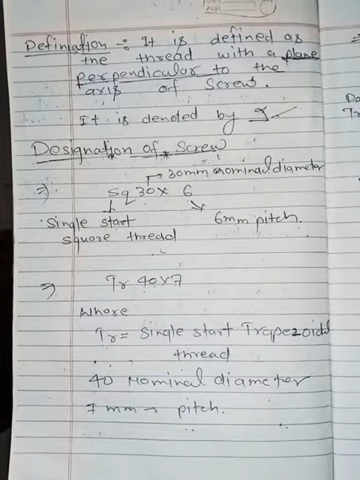 Defination :- It is defined as
the thread with a plane
perpendicular to the
axis of screw.
It is denoted by
Designation of Screw
→ 30mm nominal diameter
⇒ Sq 30 × 6
Single start 6mm pitch.
square thread
⇒ Tr 40×7
Where
Tr = Single start Trapezoidal
thread
40 Nominal diameter
7 mm → pitch.